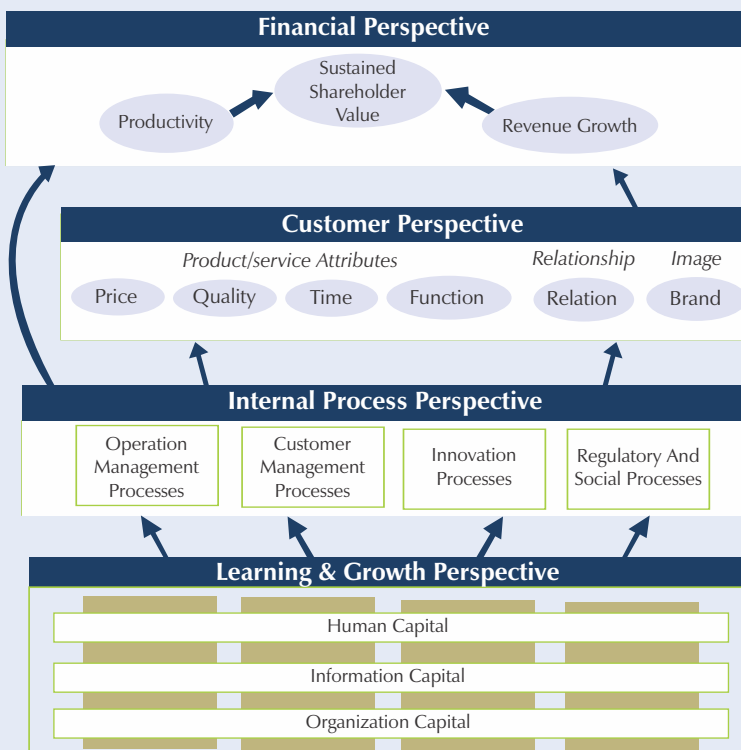 Financial Perspective
Sustained
Shareholder
Value
Productivity
Revenue Growth
Customer Perspective
Product/service Attributes
Relationship
Image
Price
Quality
Time
Function
Relation
Brand
Internal Process Perspective
Operation
Management
Processes
Customer
Management
Processes
Innovation
Processes
Regulatory And
Social Processes
Learning & Growth Perspective
Human Capital
Information Capital
Organization Capital